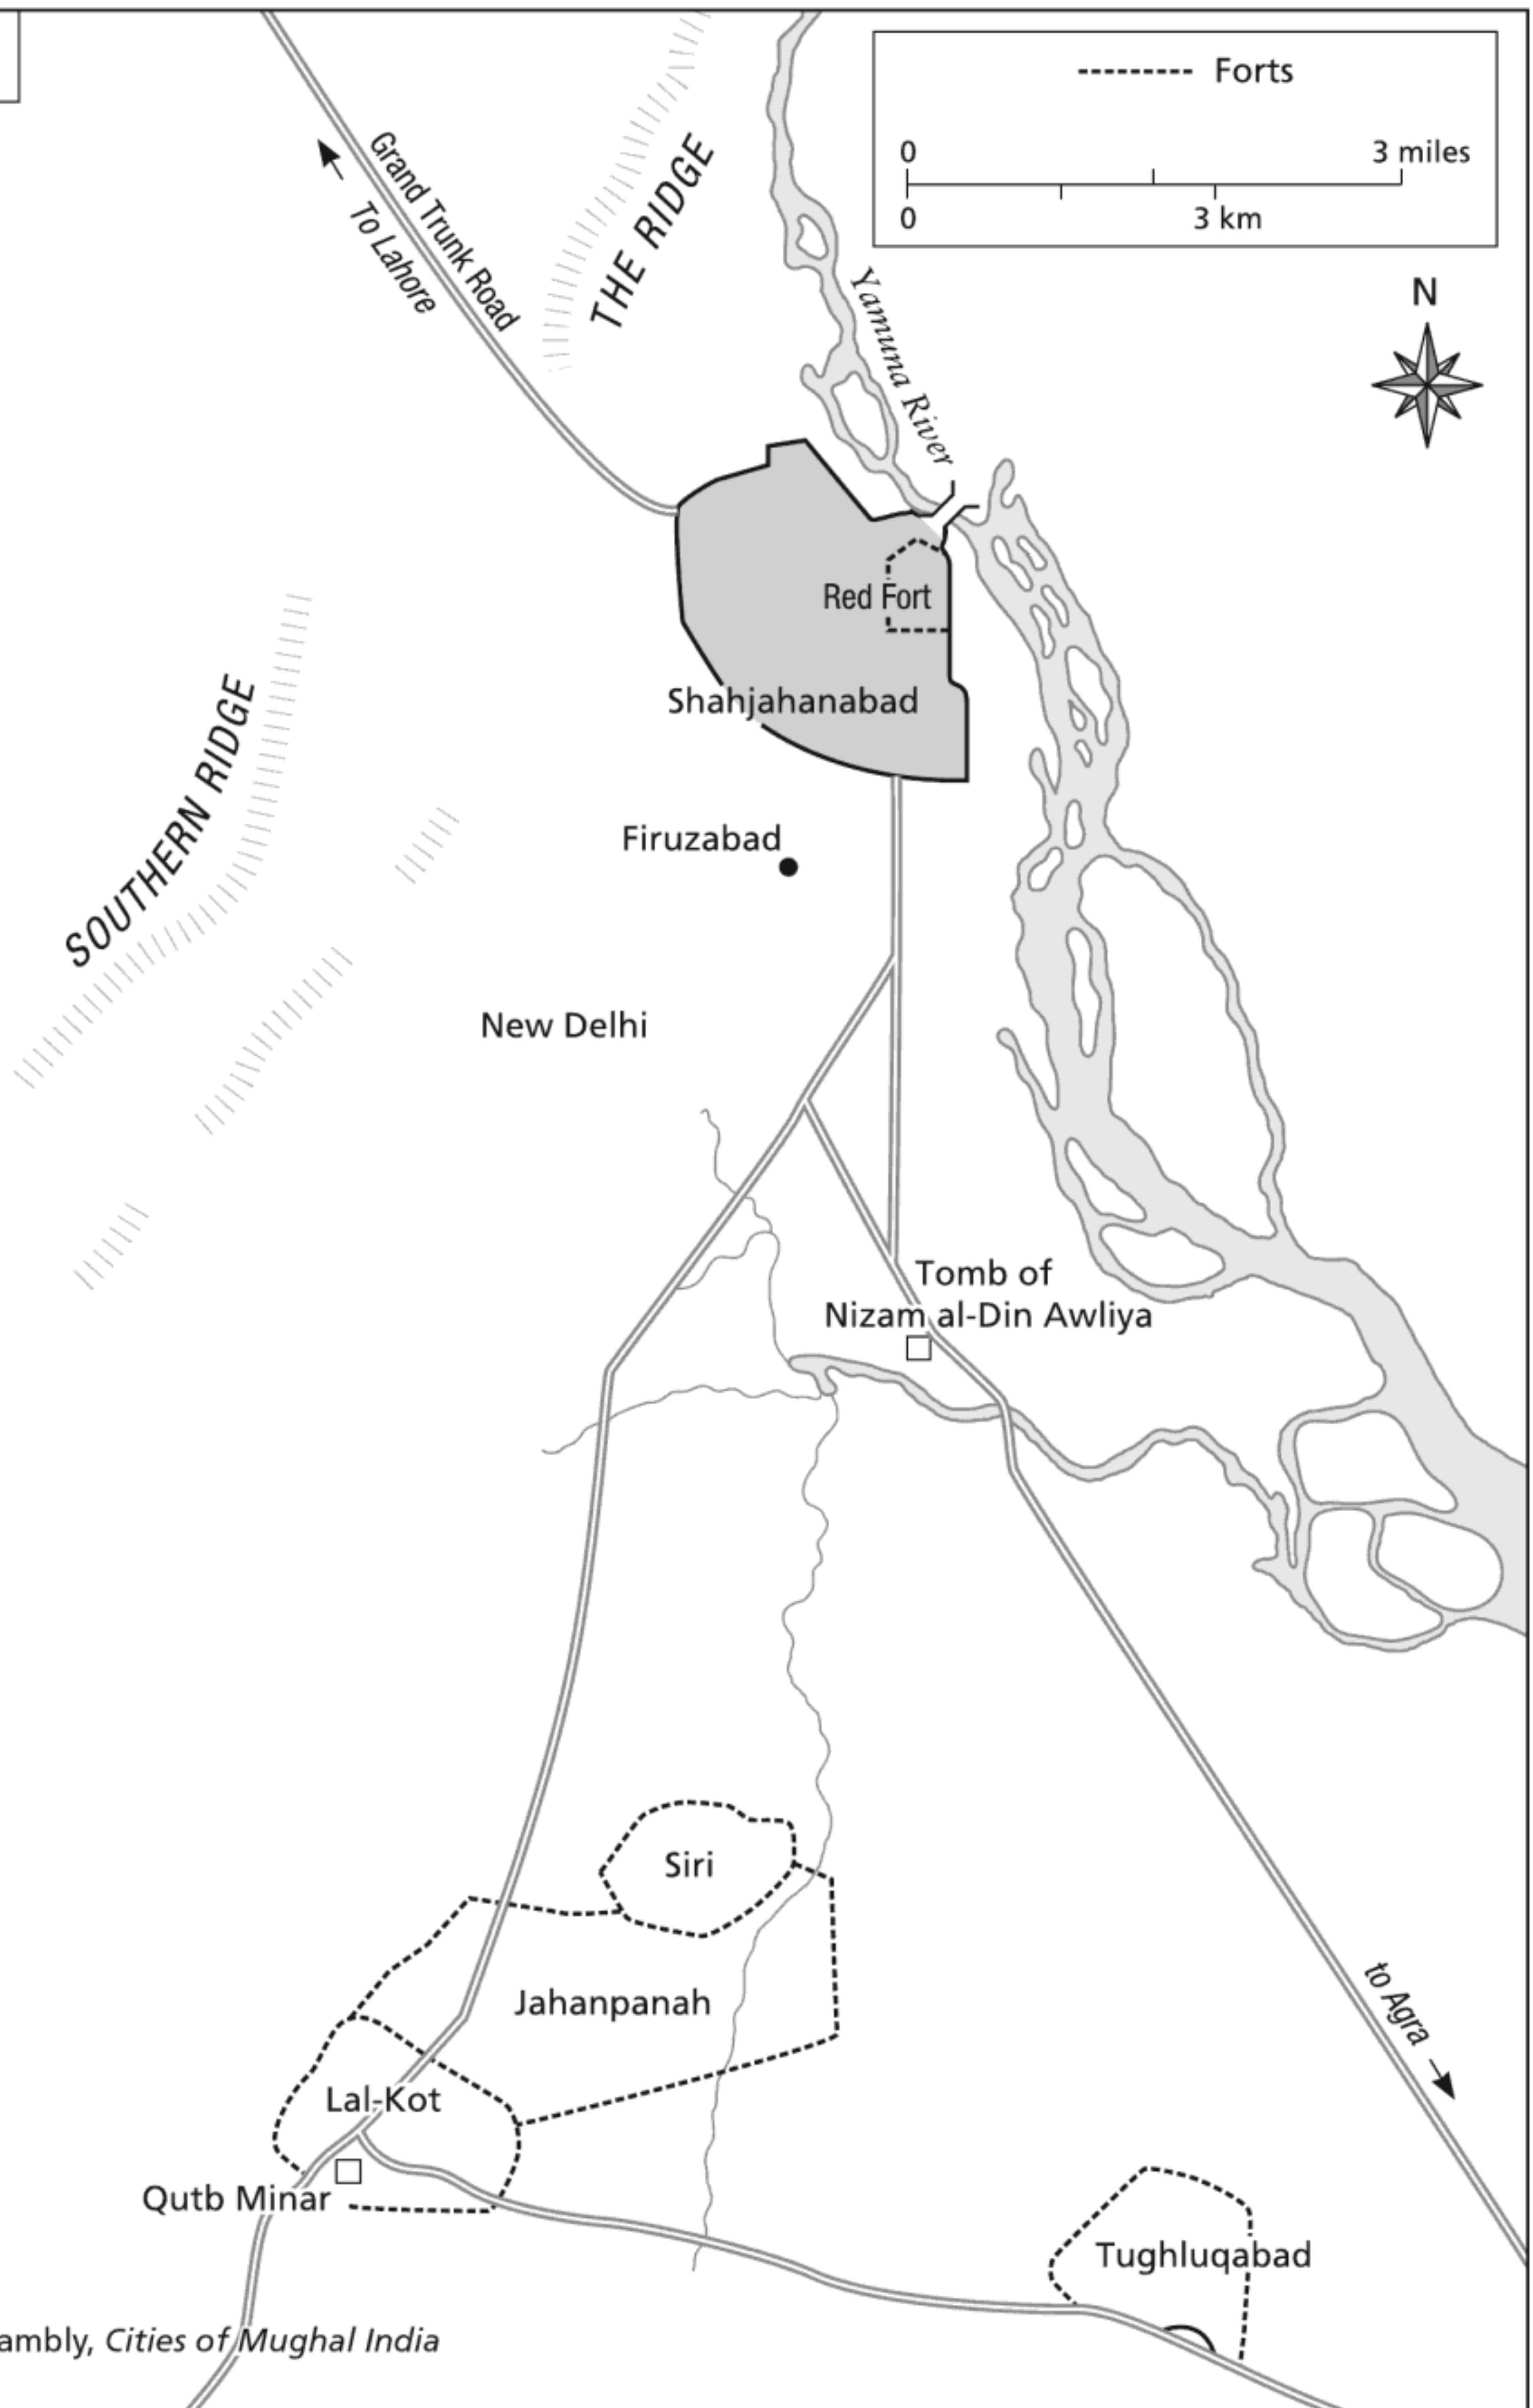 Forts
0 3 miles
0 3 km
N
Grand Trunk Road
To Lahore
THE RIDGE
Yamuna River
Red Fort
Shahjahanabad
SOUTHERN RIDGE
Firuzabad
New Delhi
Tomb of
Nizam al-Din Awliya
Siri
Jahanpanah
to Agra
Lal-Kot
Qutb Minar
Tughluqabad
ambly, Cities of Mughal India